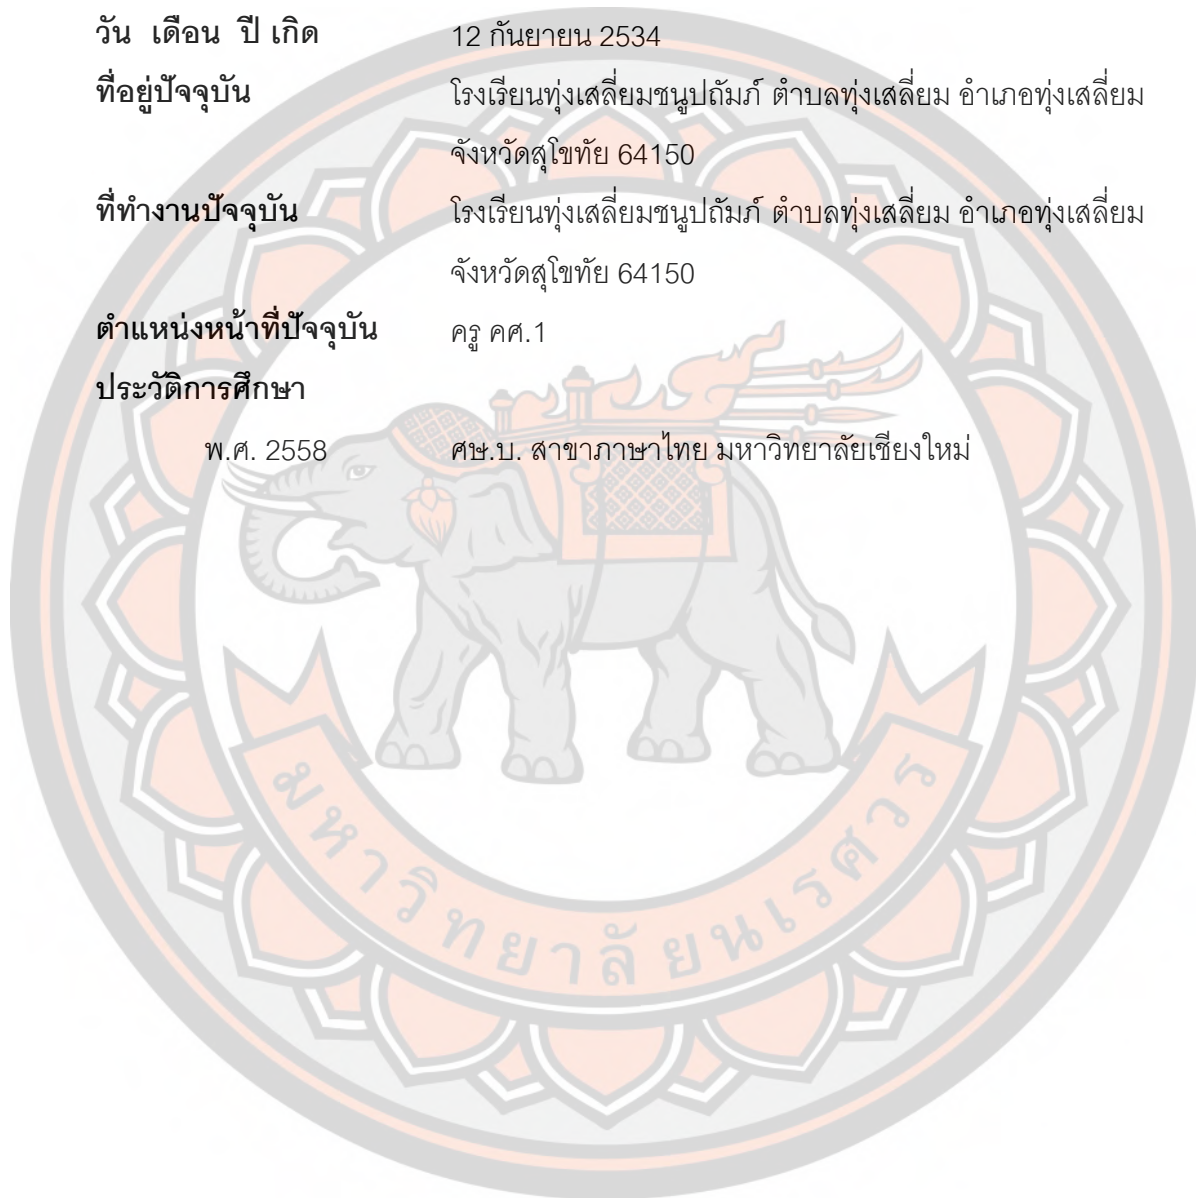 วัน เดือน ปี เกิด 12 กันยายน 2534
ที่อยู่ปัจจุบัน โรงเรียนทุ่งเสลี่ยมชนูปถัมภ์ ตำบลทุ่งเสลี่ยม อำเภอทุ่งเสลี่ยม
จังหวัดสุโขทัย 64150
ที่ทำงานปัจจุบัน โรงเรียนทุ่งเสลี่ยมชนูปถัมภ์ ตำบลทุ่งเสลี่ยม อำเภอทุ่งเสลี่ยม
จังหวัดสุโขทัย 64150
ตำแหน่งหน้าที่ปัจจุบัน ครู คศ.1
ประวัติการศึกษา
พ.ศ. 2558 ศษ.บ. สาขาภาษาไทย มหาวิทยาลัยเชียงใหม่
มหาวิทยาลัยนเรศวร